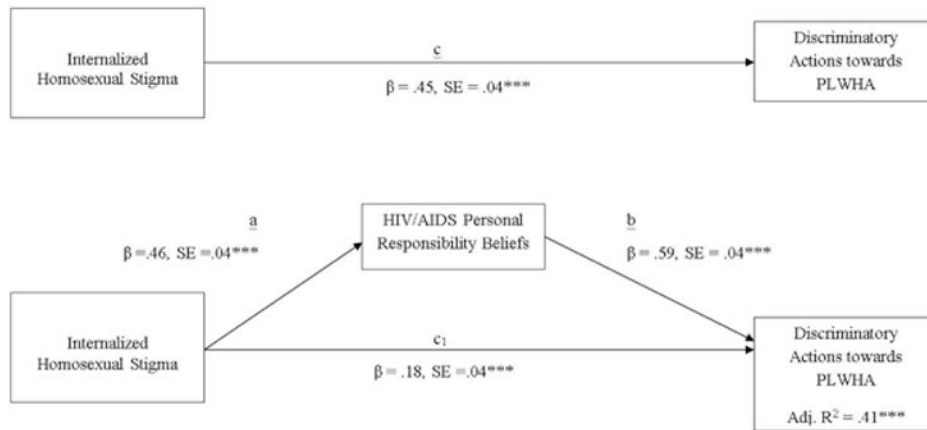 Internalized
Homosexual Stigma
c
β = .45, SE = .04***
Discriminatory
Actions towards
PLWHA
a
β =.46, SE =.04***
HIV/AIDS Personal
Responsibility Beliefs
b
β = .59, SE = .04***
Internalized
Homosexual Stigma
c₁
β = .18, SE =.04***
Discriminatory
Actions towards
PLWHA
Adj. R² = .41***